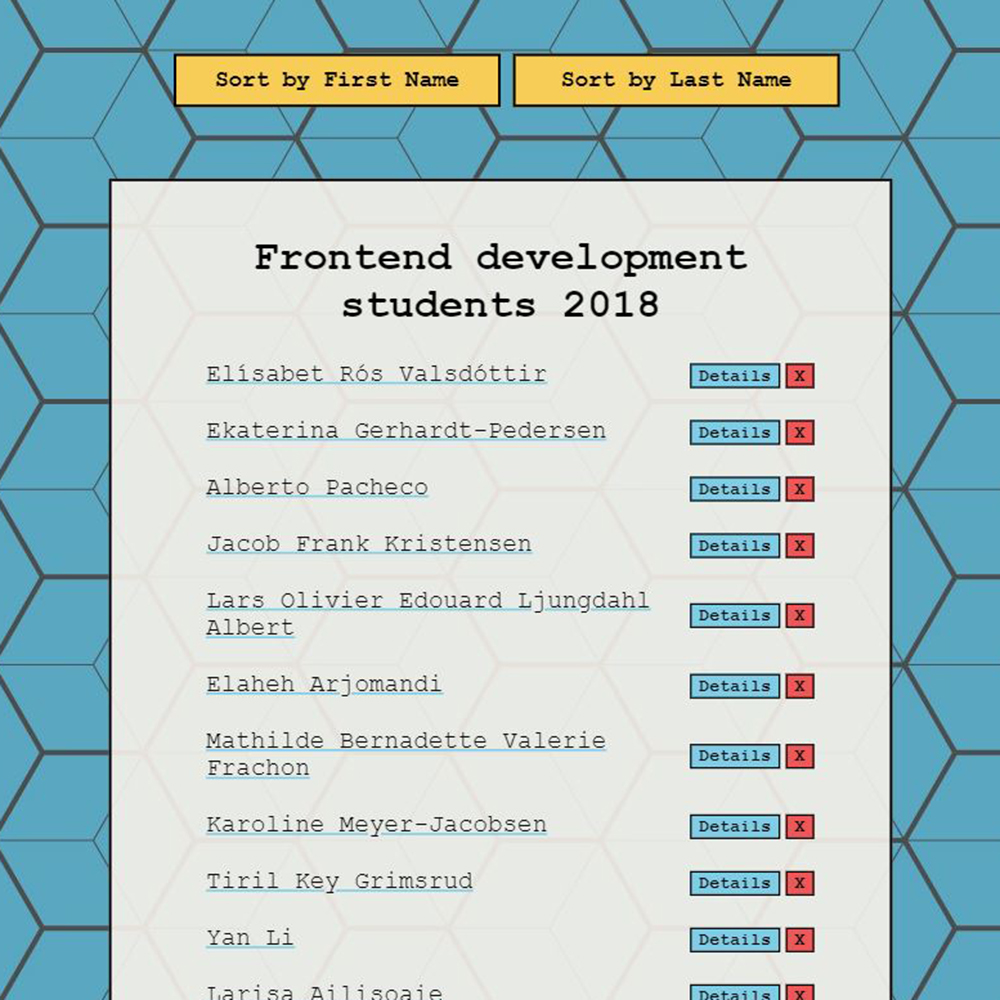 Sort by First Name Sort by Last Name
Frontend development
students 2018
Elísabet Rós Valsdóttir Details X
Ekaterina Gerhardt-Pedersen Details X
Alberto Pacheco Details X
Jacob Frank Kristensen Details X
Lars Olivier Edouard Ljungdahl
Albert Details X
Elaheh Arjomandi Details X
Mathilde Bernadette Valerie
Frachon Details X
Karoline Meyer-Jacobsen Details X
Tiril Key Grimsrud Details X
Yan Li Details X
Larisa Ailisoaie Details X